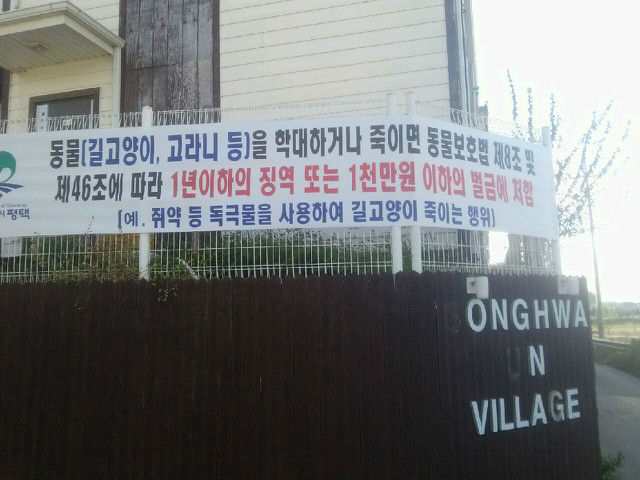 동물(길고양이, 고라니 등)을 학대하거나 죽이면 동물보호법 제8조 및
제46조에 따라 1년이하의 징역 또는 1천만원 이하의 벌금에 처함
(예. 쥐약 등 독극물을 사용하여 길고양이 죽이는 행위)
평택
ONGHWA
UN
VILLAGE